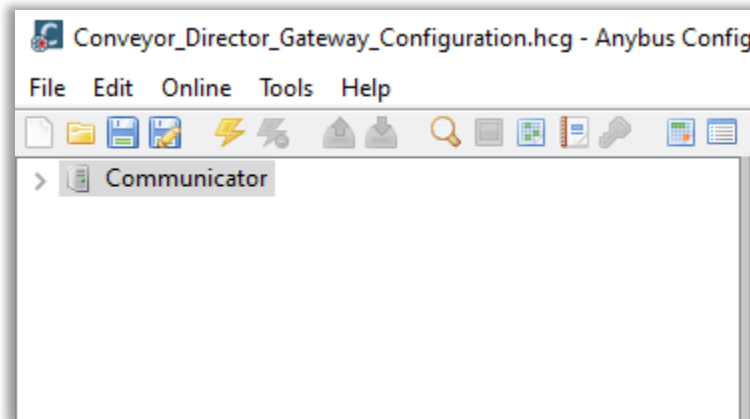 Conveyor_Director_Gateway_Configuration.hcg - Anybus Config
File Edit Online Tools Help
Communicator